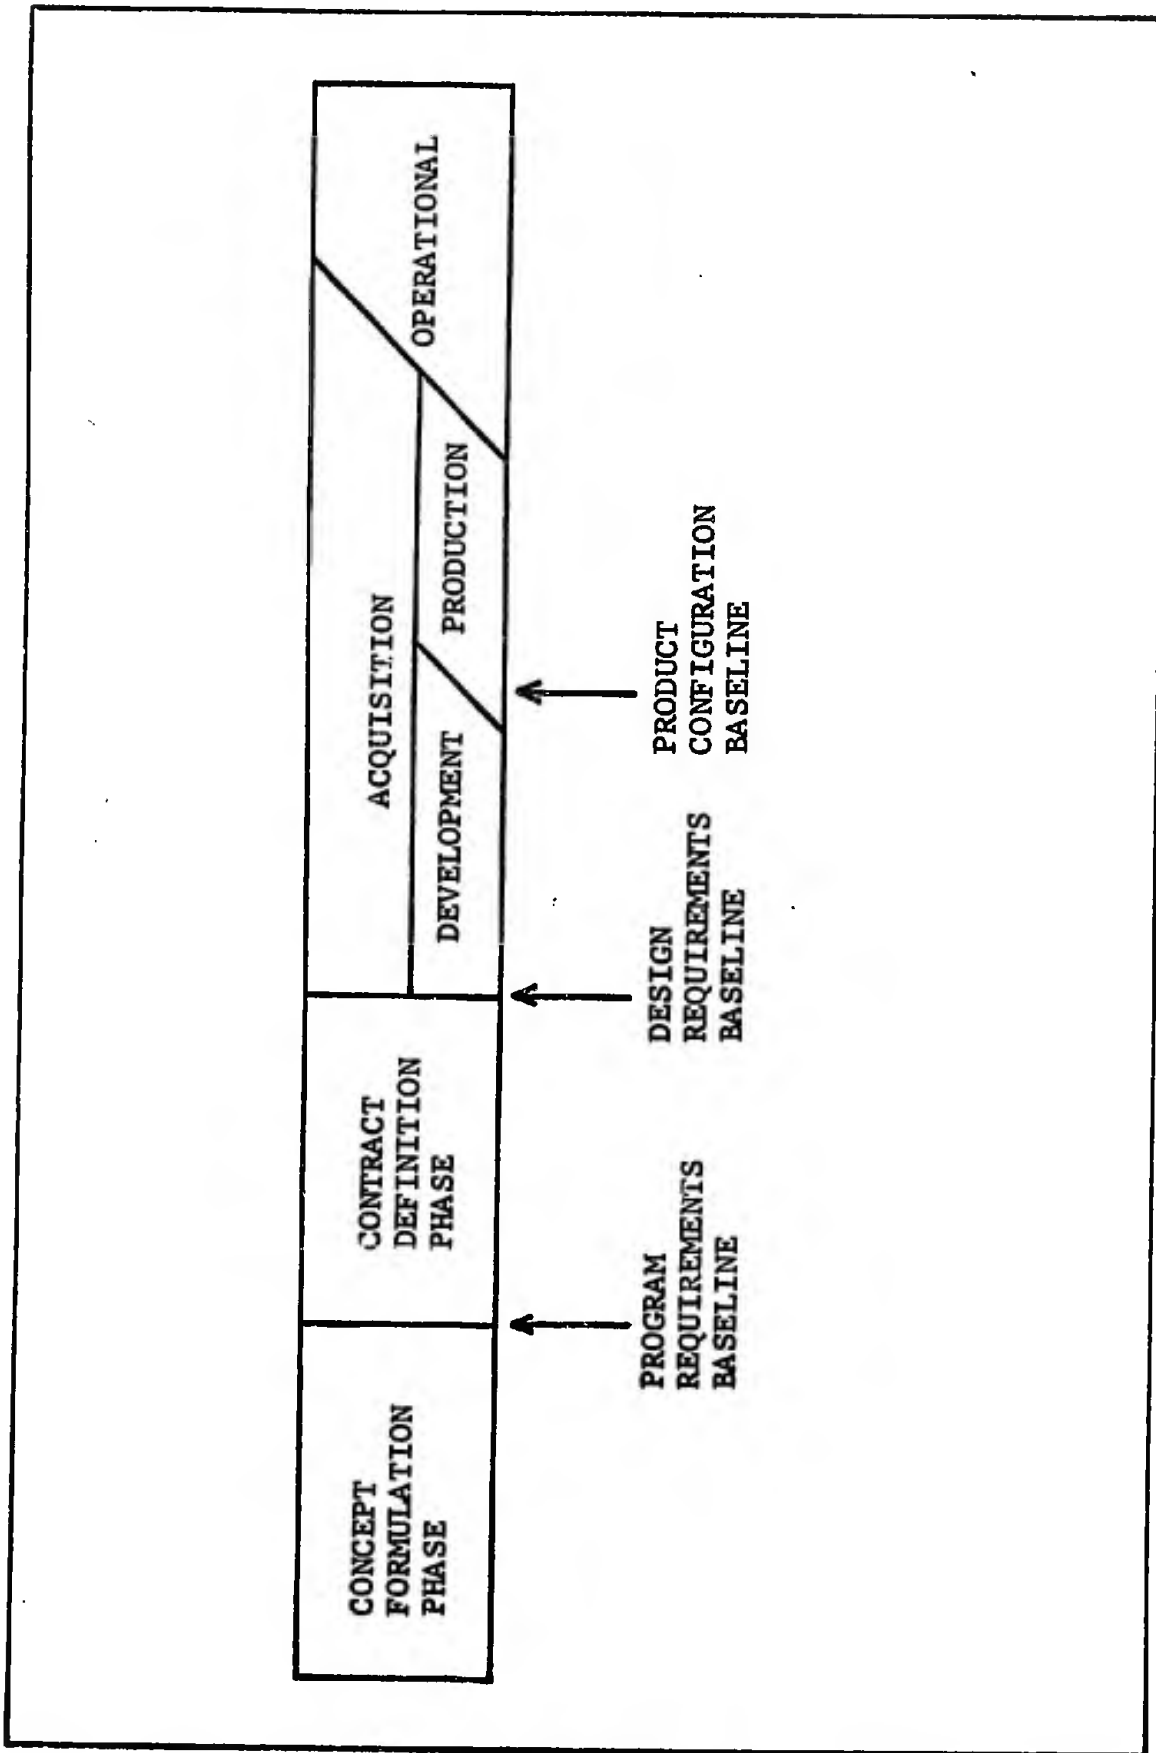 CONCEPT
FORMULATION
PHASE
CONTRACT
DEFINITION
PHASE
ACQUISITION
DEVELOPMENT
PRODUCTION
OPERATIONAL
PROGRAM
REQUIREMENTS
BASELINE
DESIGN
REQUIREMENTS
BASELINE
PRODUCT
CONFIGURATION
BASELINE